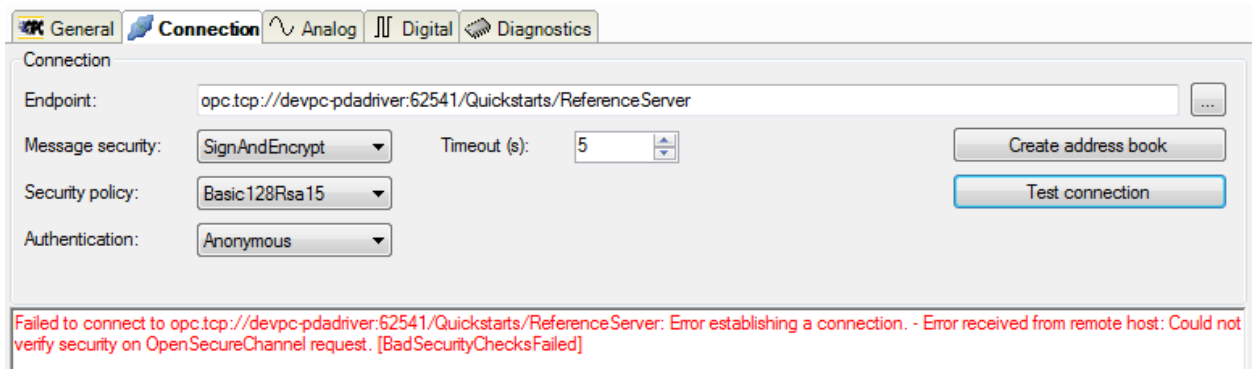 OPC General Connection Analog Digital Diagnostics
Connection
Endpoint: opc.tcp://devpc-pdadriver:62541/Quickstarts/ReferenceServer ...
Message security: SignAndEncrypt Timeout (s): 5 Create address book
Security policy: Basic128Rsa15 Test connection
Authentication: Anonymous
Failed to connect to opc.tcp://devpc-pdadriver:62541/Quickstarts/ReferenceServer: Error establishing a connection. - Error received from remote host: Could not
verify security on OpenSecureChannel request. [BadSecurityChecksFailed]